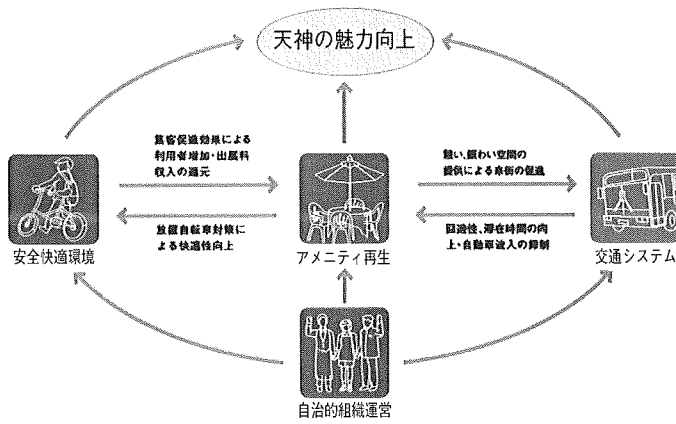 天神の魅力向上
集客促進効果による
利用者増加・出展料
収入の還元
憩い、賑わい空間の
提供による来街の促進
放置自転車対策に
よる快適性向上
回遊性、滞在時間の向
上・自動車流入の抑制
安全快適環境
アメニティ再生
交通システム
自治的組織運営